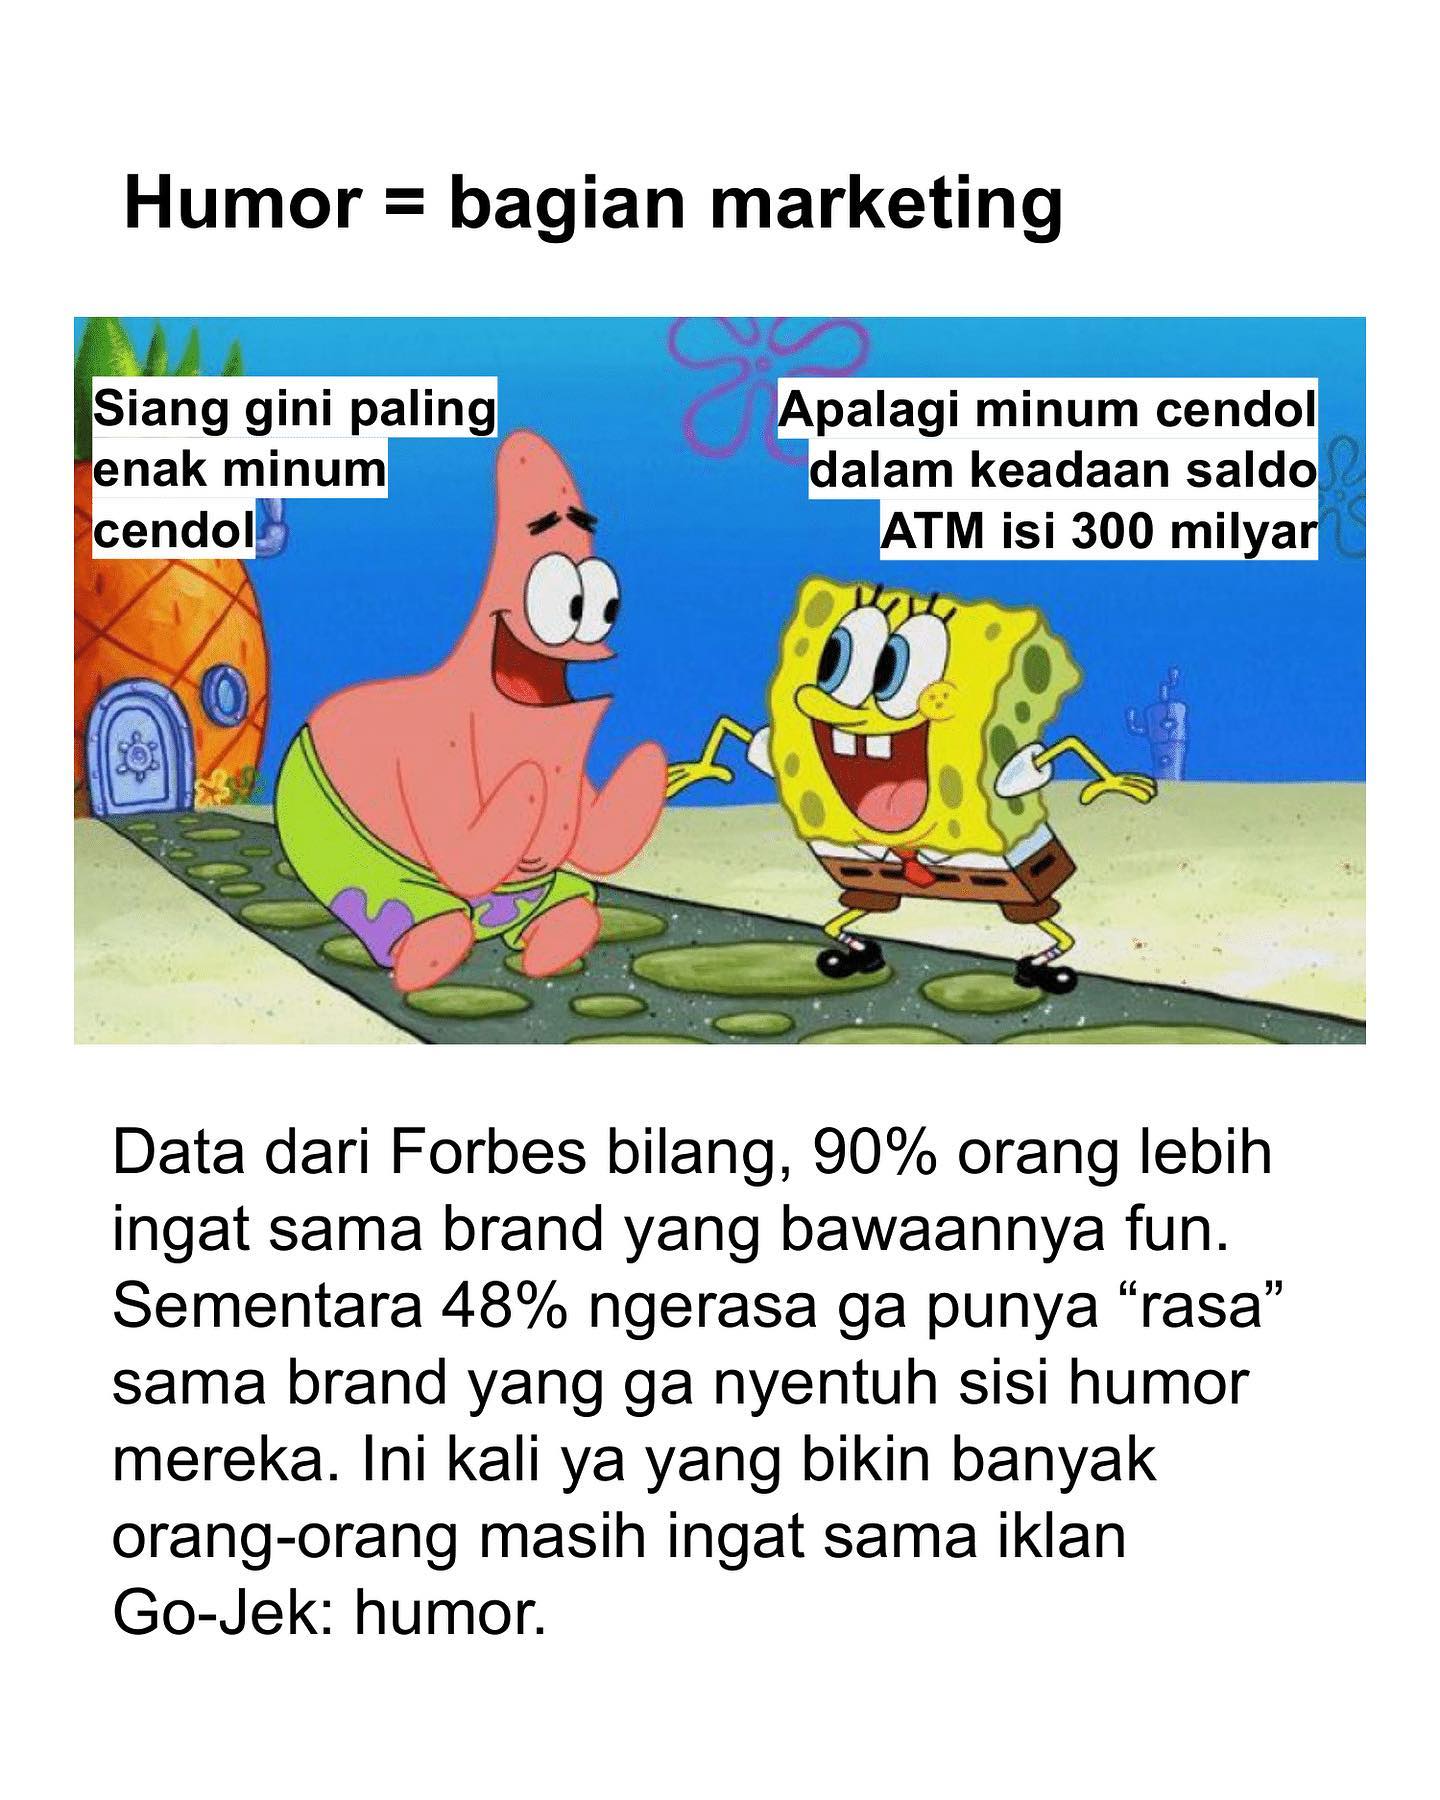 Humor = bagian marketing
Siang gini paling
enak minum
cendol
Apalagi minum cendol
dalam keadaan saldo
ATM isi 300 milyar
Data dari Forbes bilang, 90% orang lebih
ingat sama brand yang bawaannya fun.
Sementara 48% ngerasa ga punya “rasa”
sama brand yang ga nyentuh sisi humor
mereka. Ini kali ya yang bikin banyak
orang-orang masih ingat sama iklan
Go-Jek: humor.